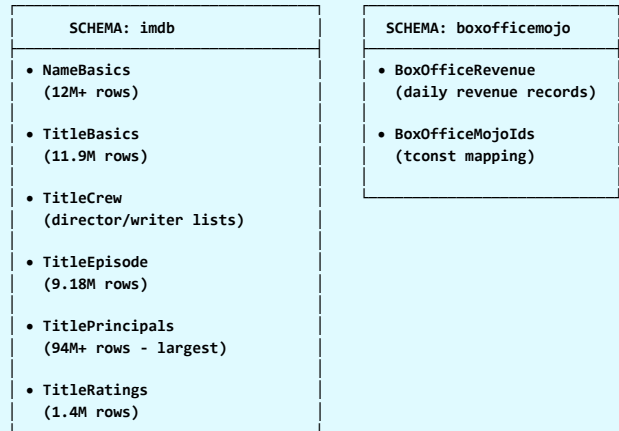 SCHEMA: imdb
• NameBasics
(12M+ rows)
• TitleBasics
(11.9M rows)
• TitleCrew
(director/writer lists)
• TitleEpisode
(9.18M rows)
• TitlePrincipals
(94M+ rows - largest)
• TitleRatings
(1.4M rows)
SCHEMA: boxofficemojo
• BoxOfficeRevenue
(daily revenue records)
• BoxOfficeMojoIds
(tconst mapping)